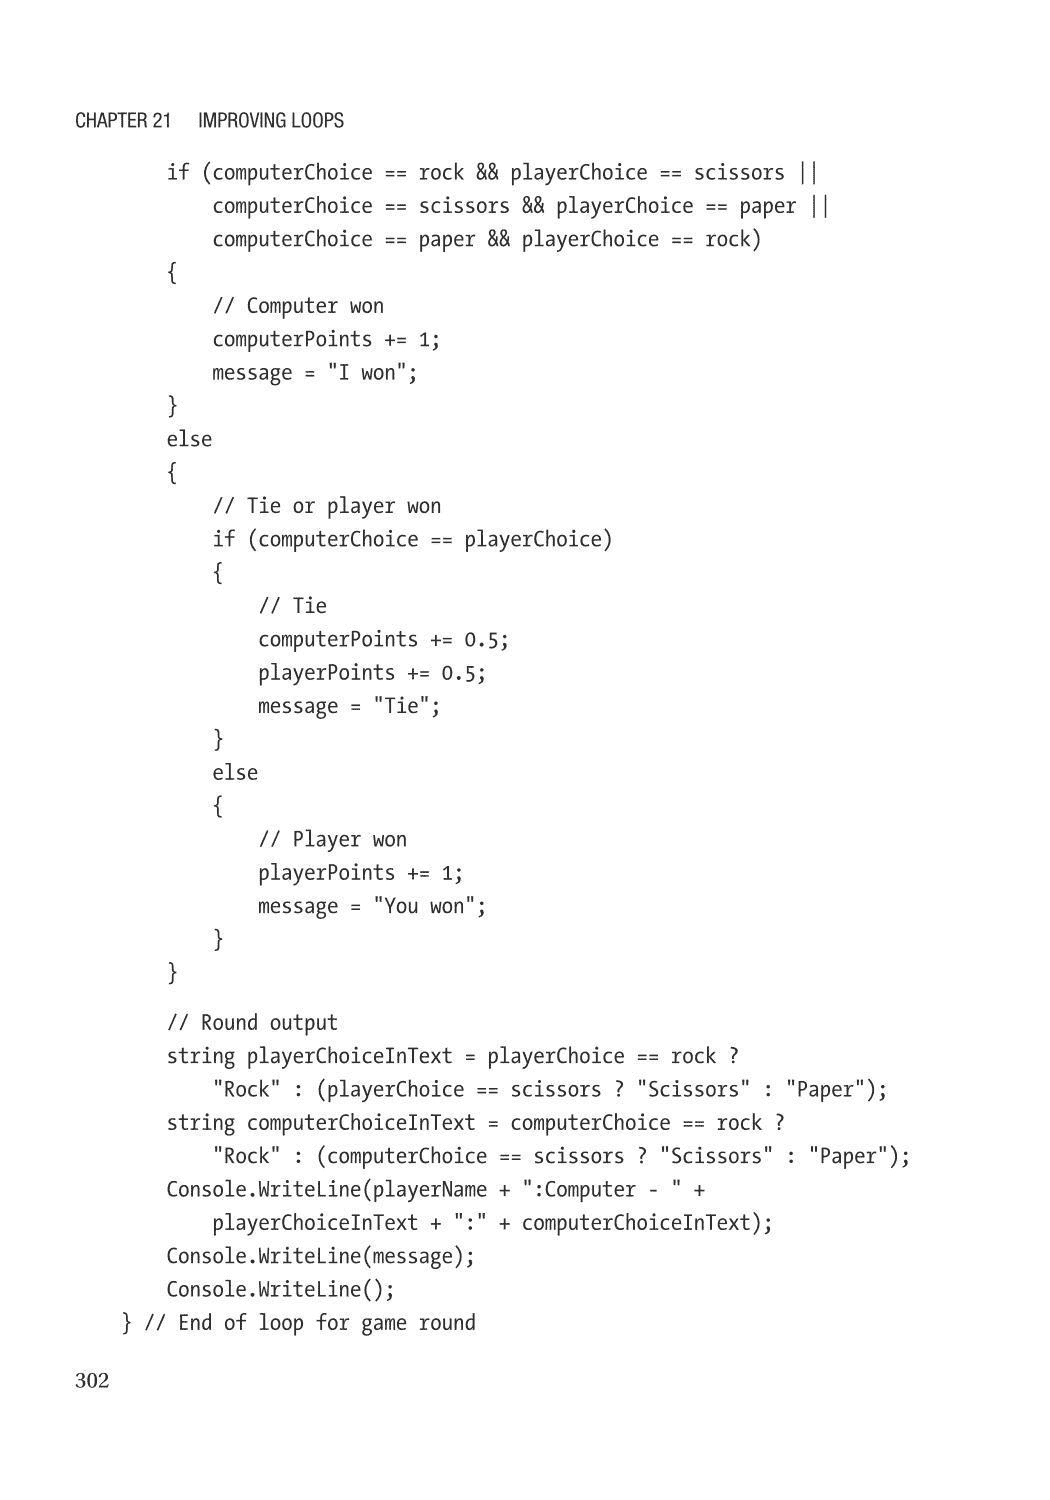 CHAPTER 21 IMPROVING LOOPS
if (computerChoice == rock && playerChoice == scissors ||
computerChoice == scissors && playerChoice == paper ||
computerChoice == paper && playerChoice == rock)
{
// Computer won
computerPoints += 1;
message = "I won";
}
else
{
// Tie or player won
if (computerChoice == playerChoice)
{
// Tie
computerPoints += 0.5;
playerPoints += 0.5;
message = "Tie";
}
else
{
// Player won
playerPoints += 1;
message = "You won";
}
}
// Round output
string playerChoiceInText = playerChoice == rock ?
"Rock" : (playerChoice == scissors ? "Scissors" : "Paper");
string computerChoiceInText = computerChoice == rock ?
"Rock" : (computerChoice == scissors ? "Scissors" : "Paper");
Console.WriteLine(playerName + ":Computer - " +
playerChoiceInText + ":" + computerChoiceInText);
Console.WriteLine(message);
Console.WriteLine();
} // End of loop for game round
302